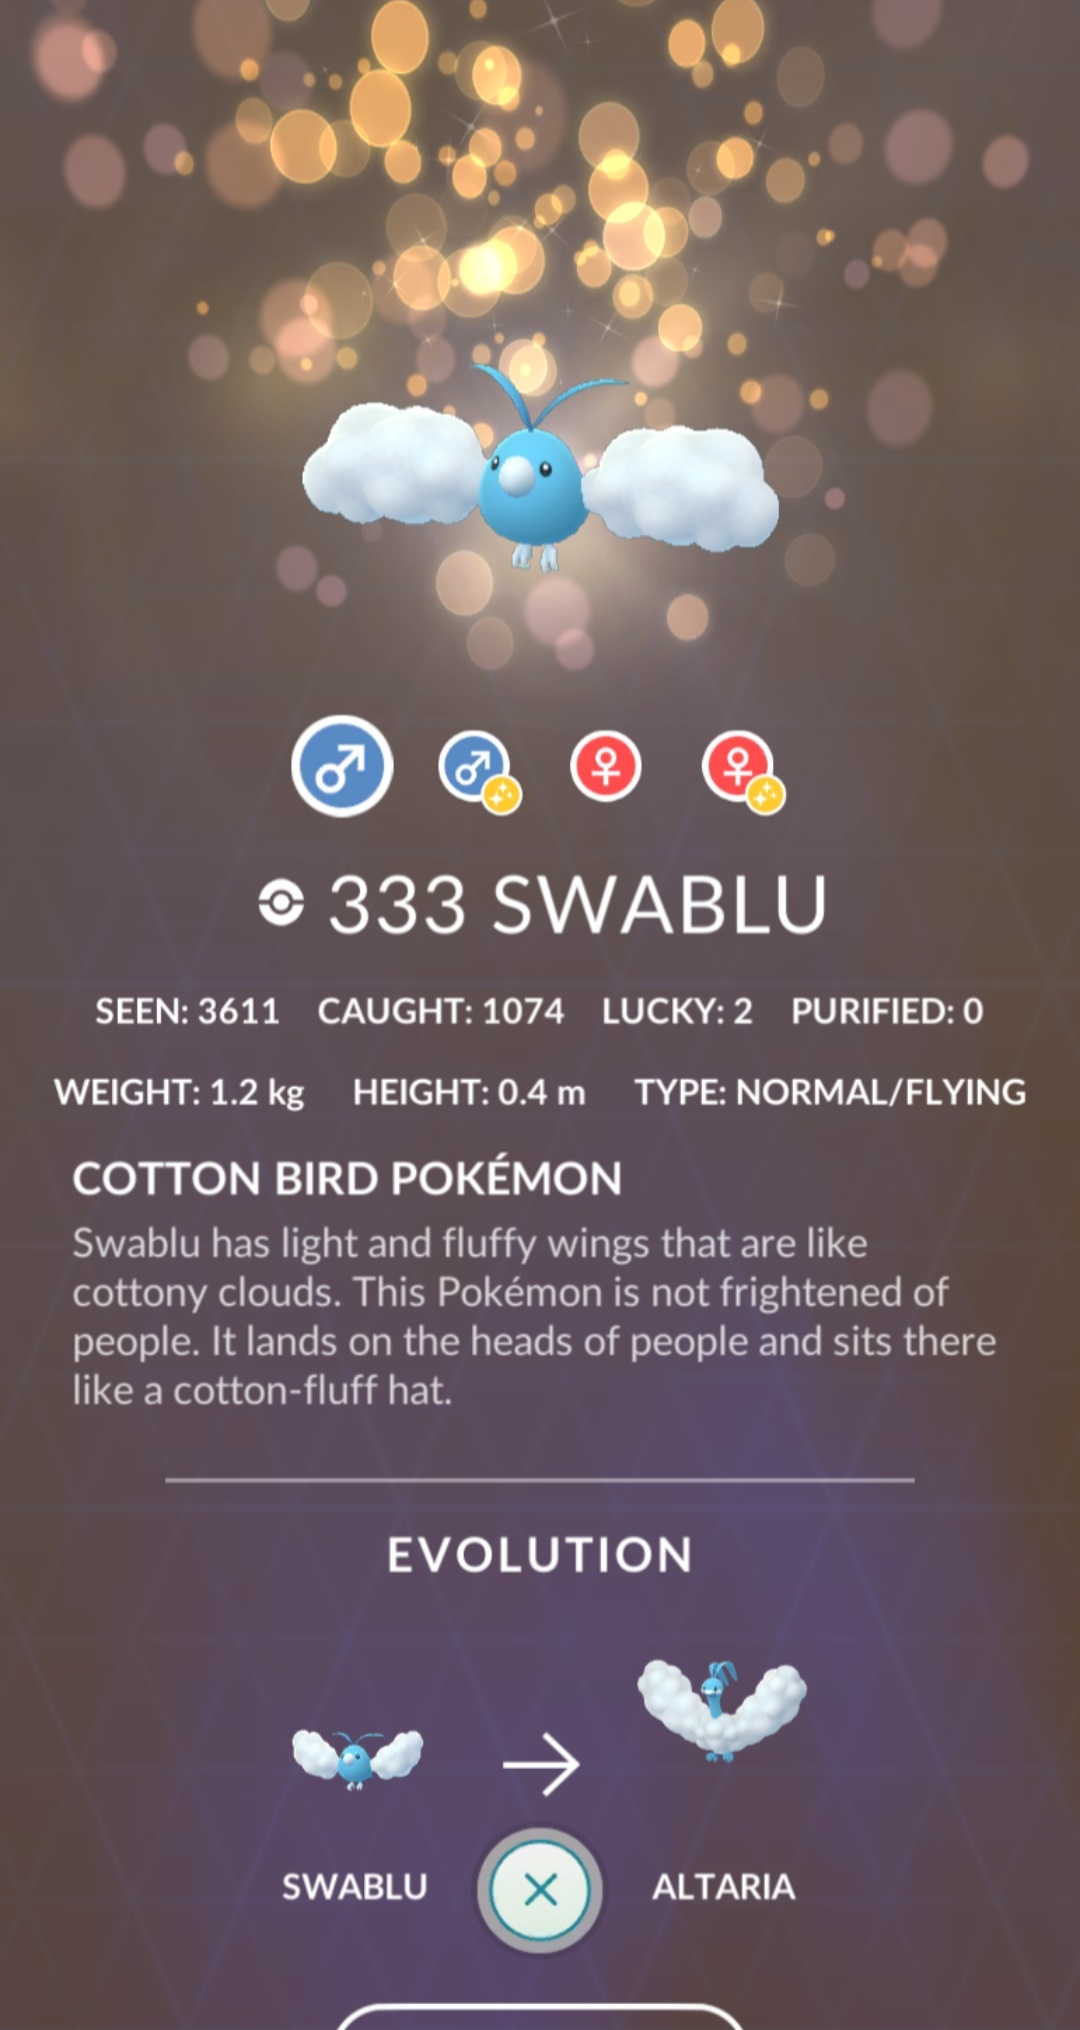 333 SWABLU
SEEN: 3611 CAUGHT: 1074 LUCKY: 2 PURIFIED: 0
WEIGHT: 1.2 kg HEIGHT: 0.4 m TYPE: NORMAL/FLYING
COTTON BIRD POKÉMON
Swablu has light and fluffy wings that are like
cottony clouds. This Pokémon is not frightened of
people. It lands on the heads of people and sits there
like a cotton-fluff hat.
EVOLUTION
SWABLU ALTARIA